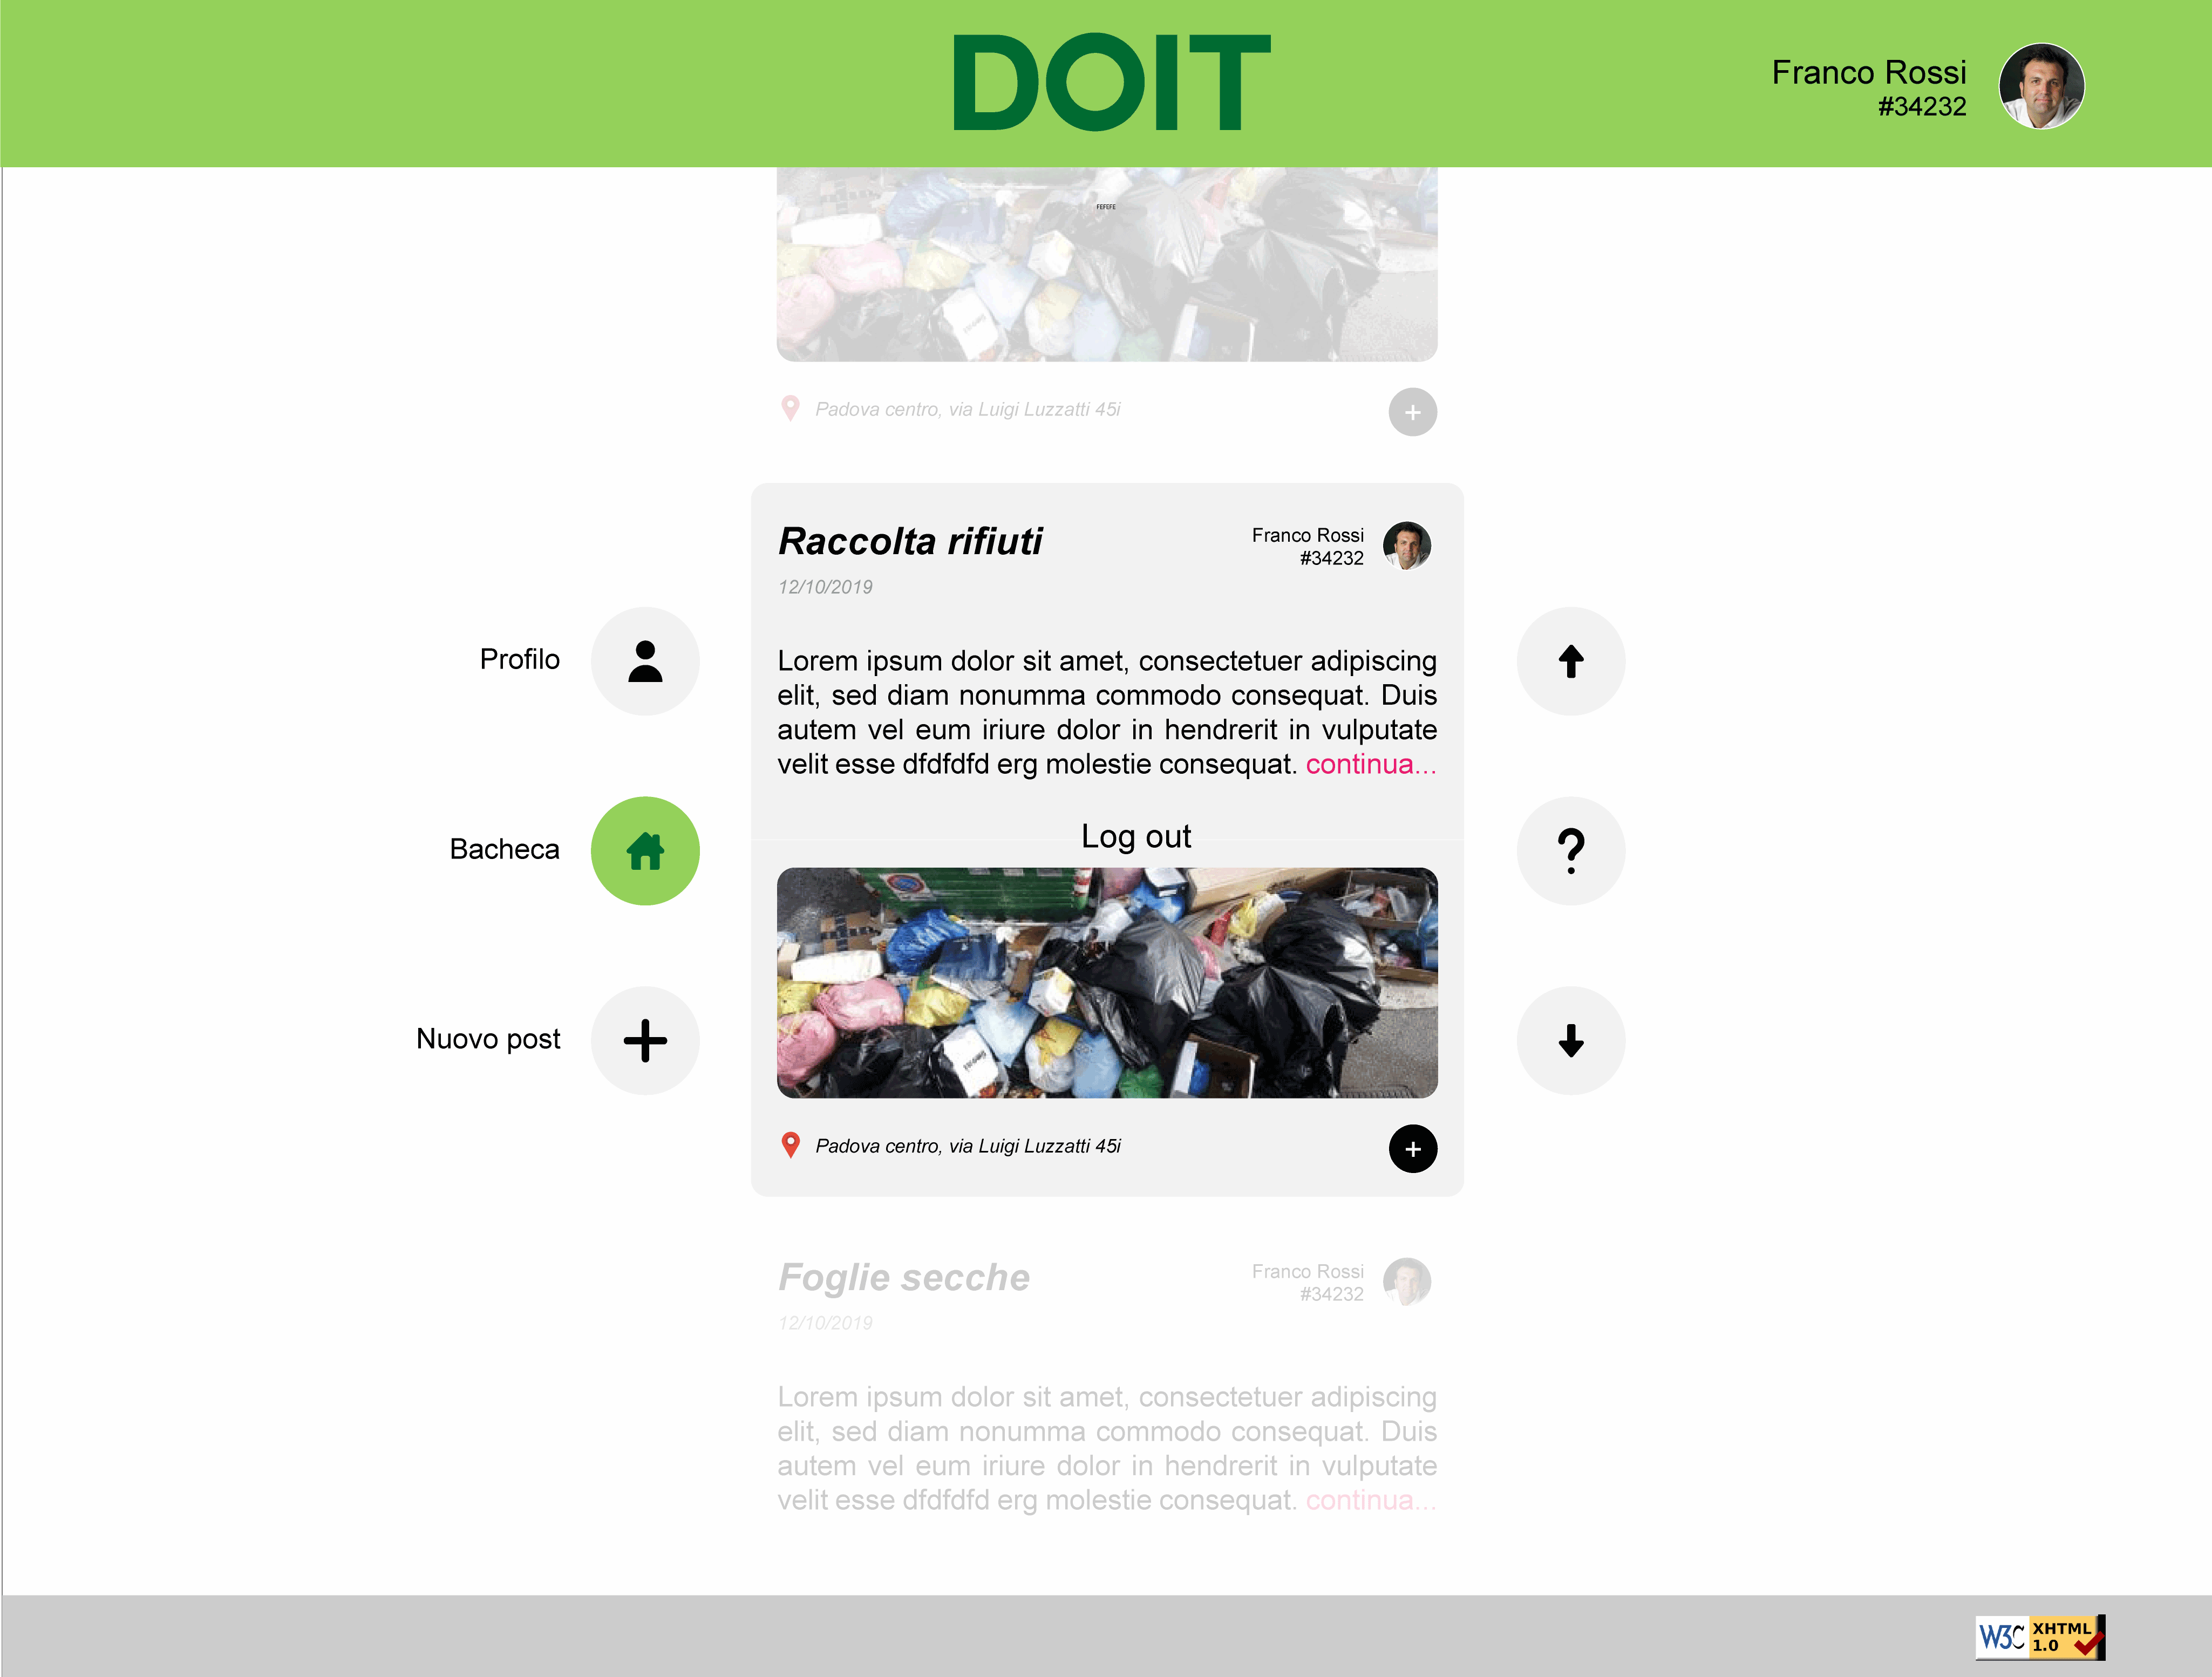 DOIT
Franco Rossi
#34232
FEFEFE
Padova centro, via Luigi Luzzatti 45i
+
Raccolta rifiuti
Franco Rossi
#34232
12/10/2019
Lorem ipsum dolor sit amet, consectetuer adipiscing
elit, sed diam nonumma commodo consequat. Duis
autem vel eum iriure dolor in hendrerit in vulputate
velit esse dfdfdfd erg molestie consequat. continua...
Profilo
Bacheca
Nuovo post
?
Log out
Padova centro, via Luigi Luzzatti 45i
+
Foglie secche
Franco Rossi
#34232
12/10/2019
Lorem ipsum dolor sit amet, consectetuer adipiscing
elit, sed diam nonumma commodo consequat. Duis
autem vel eum iriure dolor in hendrerit in vulputate
velit esse dfdfdfd erg molestie consequat. continua...
W3C XHTML
1.0